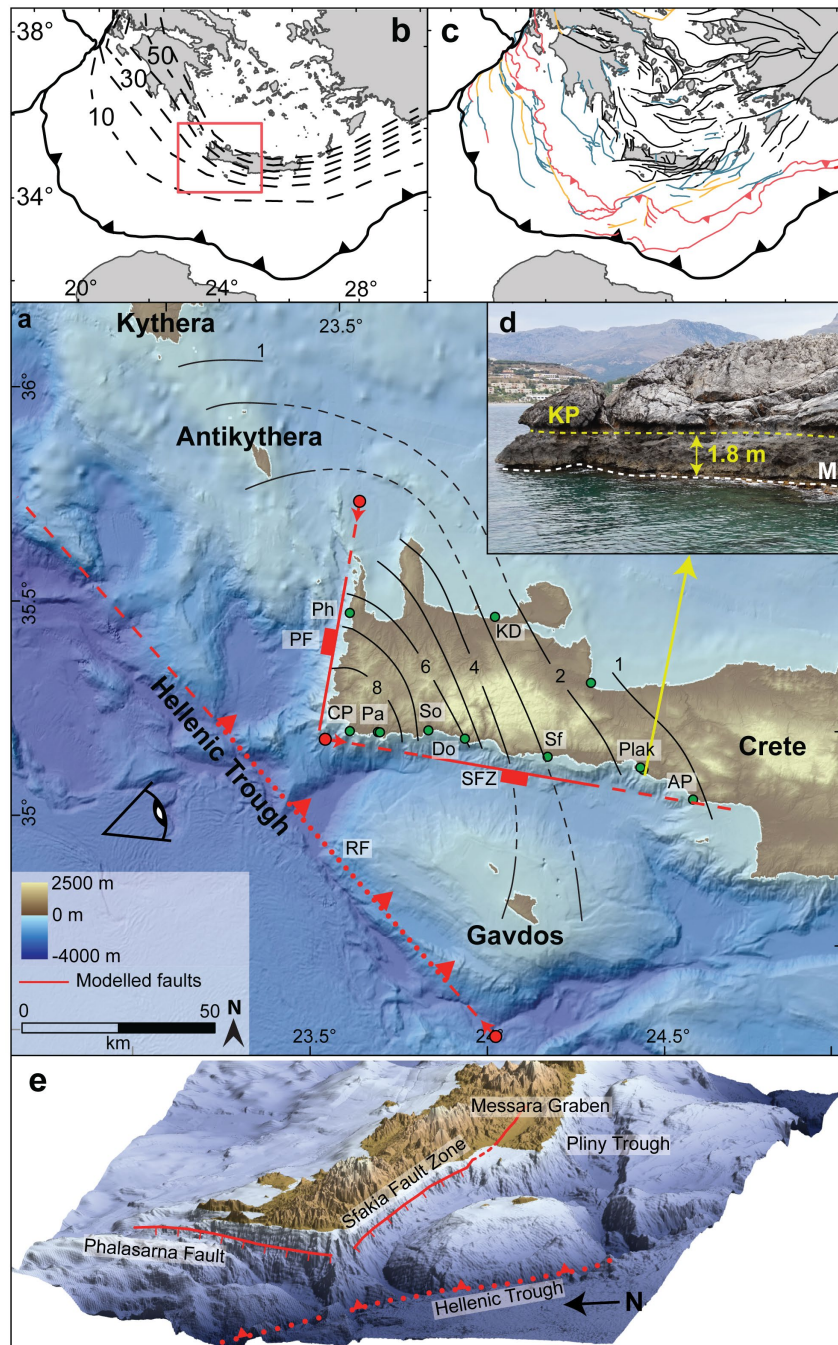 b
c
38°
34°
50
30
10
20°
24°
28°
a
Kythera
23.5°
d
1
36°
KP
1.8 m
M
Antikythera
35.5°
Ph
KD
PF
6
4
2
1
8
CP
Pa
So
Do
Sf
Plak
Crete
SFZ
AP
Hellenic Trough
35°
RF
2500 m
0 m
-4000 m
Gavdos
Modelled faults
0
50
N
km
23.5°
24°
24.5°
e
Messara Graben
Pliny Trough
Sfakia Fault Zone
Phalasarna Fault
Hellenic Trough
N